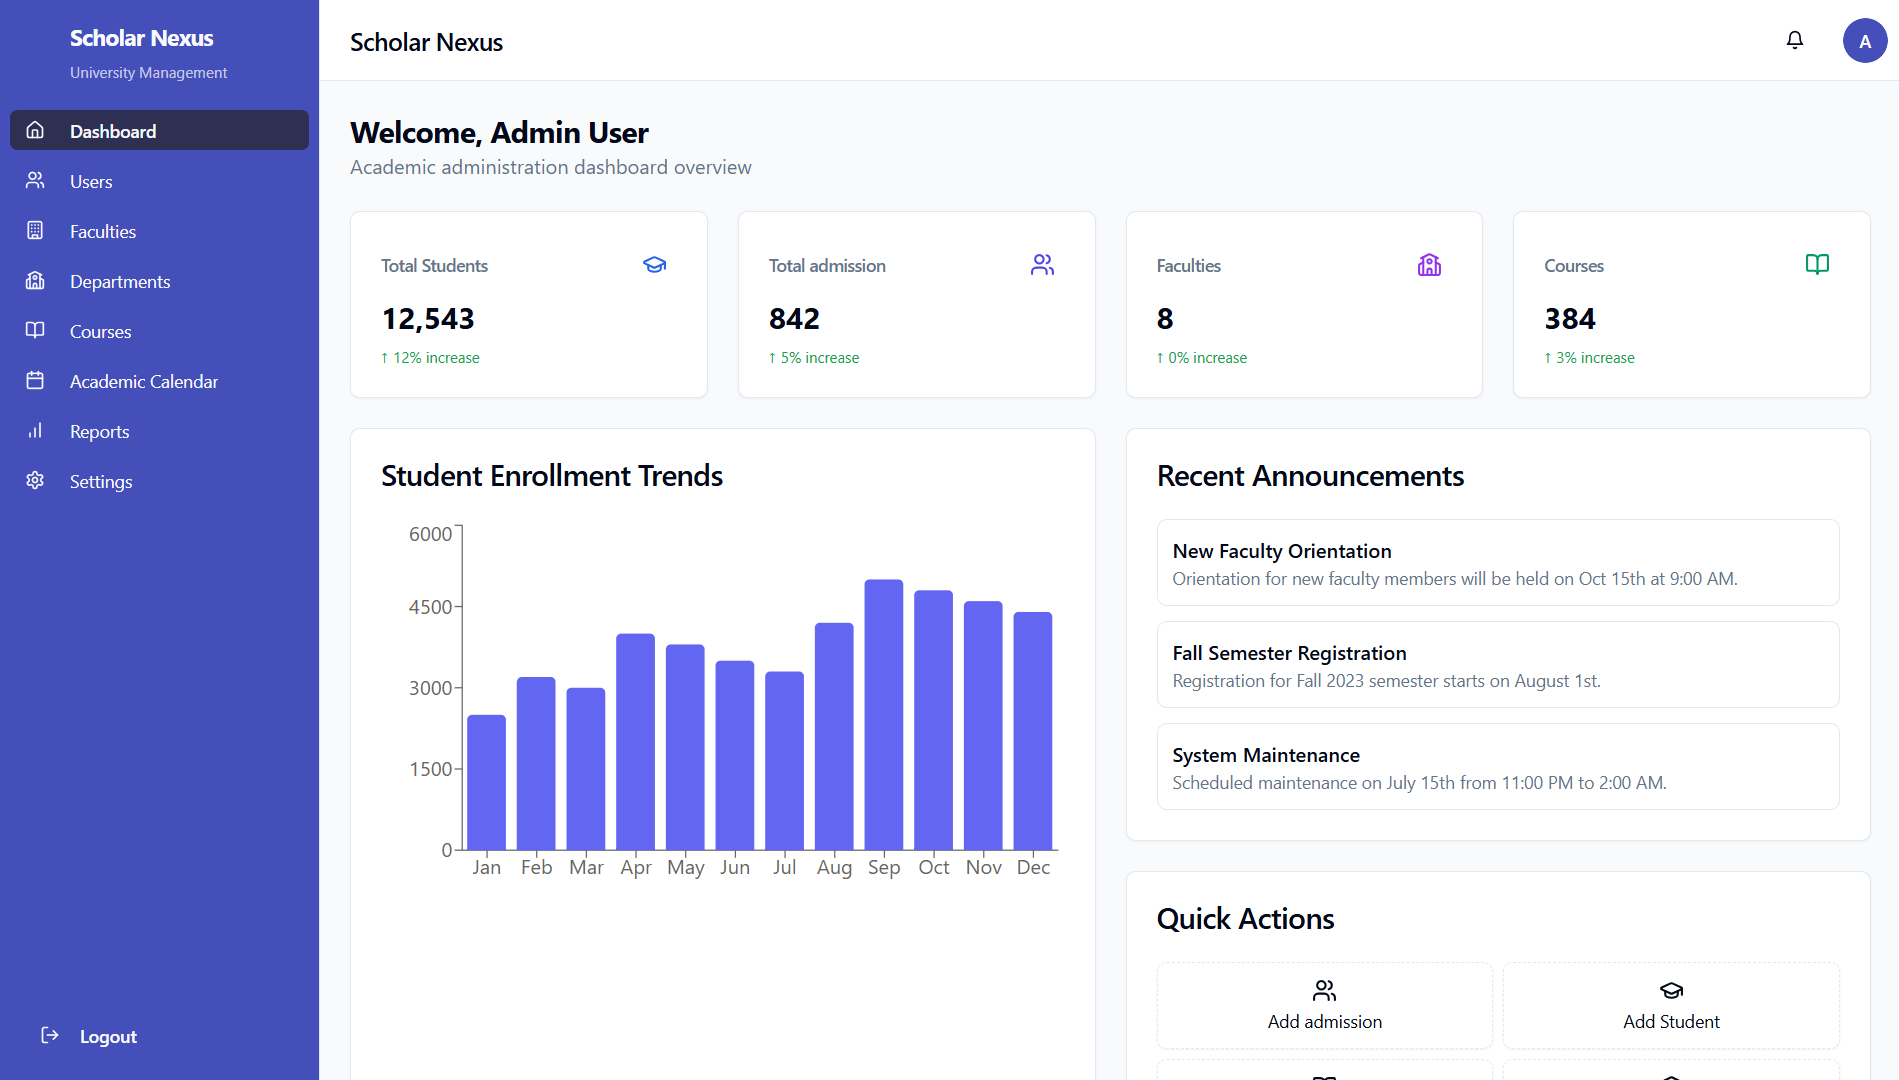 Scholar Nexus
University Management
Dashboard
Users
Faculties
Departments
Courses
Academic Calendar
Reports
Settings
Logout
Scholar Nexus
A
Welcome, Admin User
Academic administration dashboard overview
Total Students
12,543
↑ 12% increase
Total admission
842
↑ 5% increase
Faculties
8
↑ 0% increase
Courses
384
↑ 3% increase
Student Enrollment Trends
6000
4500
3000
1500
0
Jan Feb Mar Apr May Jun Jul Aug Sep Oct Nov Dec
Recent Announcements
New Faculty Orientation
Orientation for new faculty members will be held on Oct 15th at 9:00 AM.
Fall Semester Registration
Registration for Fall 2023 semester starts on August 1st.
System Maintenance
Scheduled maintenance on July 15th from 11:00 PM to 2:00 AM.
Quick Actions
Add admission
Add Student